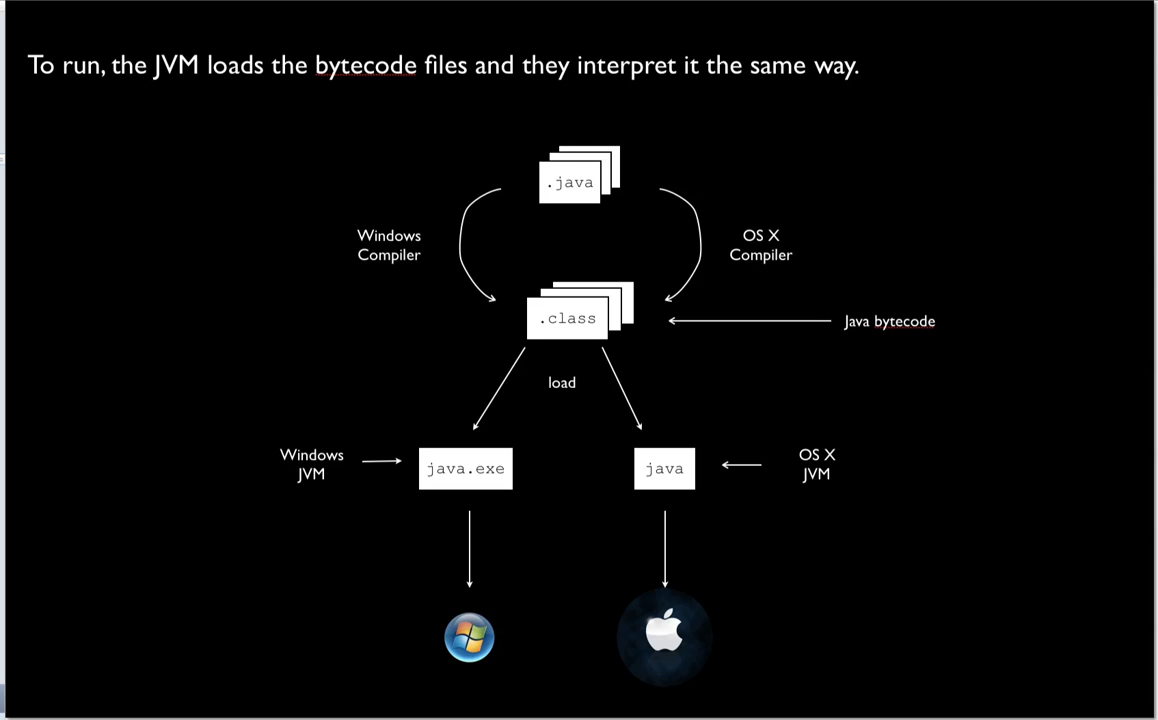 To run, the JVM loads the bytecode files and they interpret it the same way.
.java
Windows
Compiler
OS X
Compiler
.class
Java bytecode
load
Windows
JVM
java.exe
java
OS X
JVM